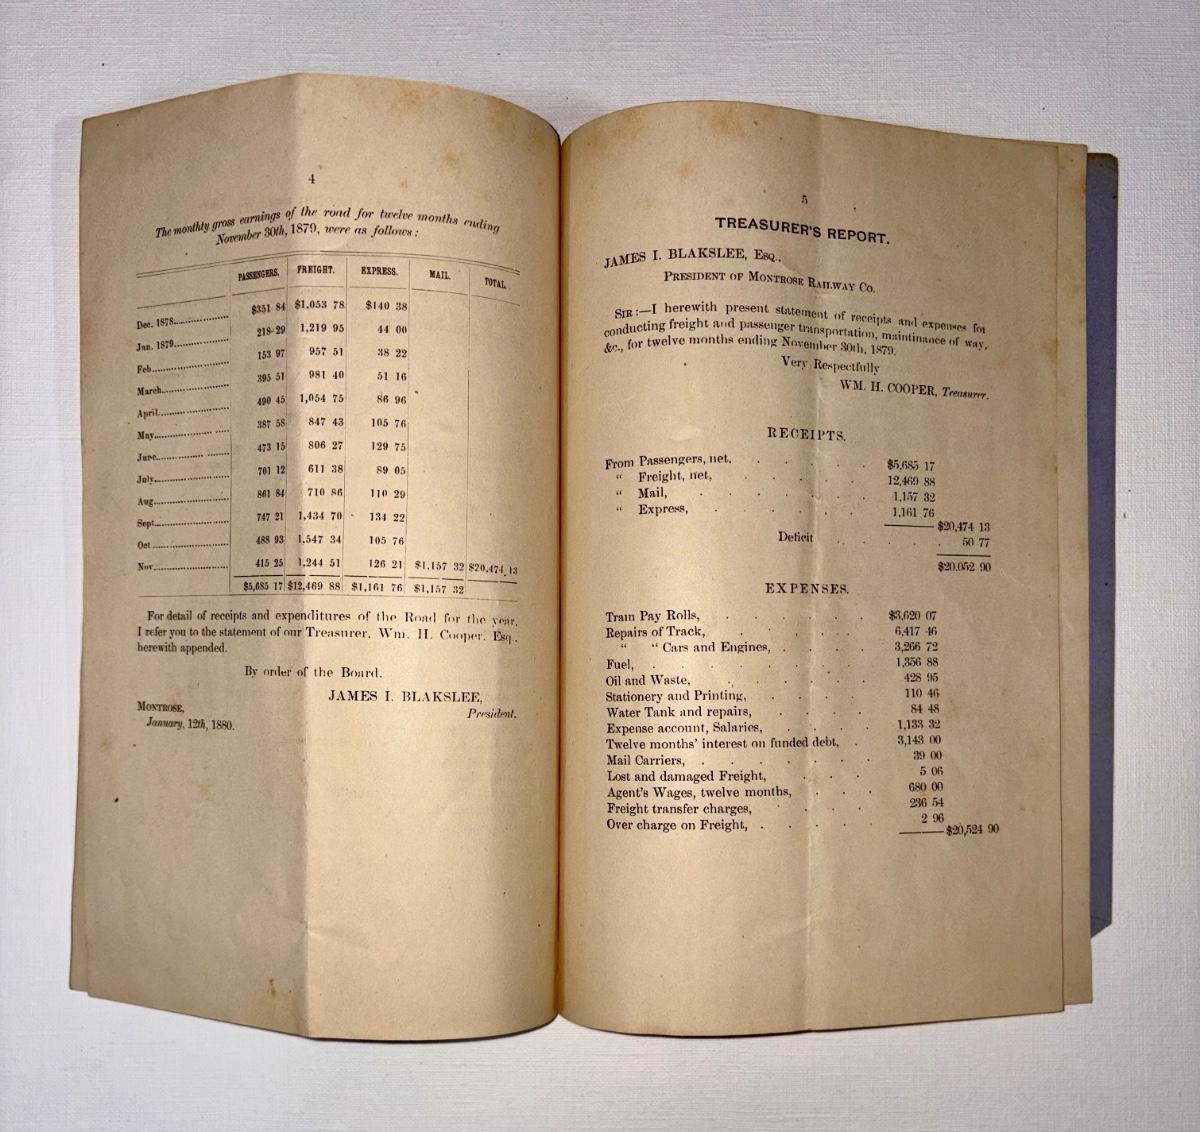 4
The monthly gross earnings of the road for twelve months ending
November 30th, 1879, were as follows:
PASSENGERS. FREIGHT. EXPRESS. MAIL. TOTAL.
Dec. 1878 $351 84 $1,053 78 $140 38
Jan. 1879 218 29 1,219 95 44 00
Feb 153 97 957 51 38 22
March 395 51 981 40 51 16
April 490 45 1,054 75 86 96
May 387 58 847 43 105 76
June 473 15 806 27 129 75
July 701 12 611 38 89 05
Aug 861 84 710 86 110 29
Sept 747 21 1,434 70 134 22
Oct 488 93 1,547 34 105 76
Nov 415 25 1,244 51 126 21 $1,157 32 $20,474.13
$5,685 17 $12,469 88 $1,161 76 $1,157 32
For detail of receipts and expenditures of the Road for the year,
I refer you to the statement of our Treasurer, Wm. H. Cooper, Esq.,
herewith appended.
By order of the Board.
JAMES I. BLAKSLEE,
President.
MONTROSE,
January, 12th, 1880.
5
TREASURER'S REPORT.
JAMES I. BLAKSLEE, ESQ.,
PRESIDENT OF MONTROSE RAILWAY CO.
SIR:—I herewith present statement of receipts and expenses for
conducting freight and passenger transportation, maintinance of way,
&c., for twelve months ending November 30th, 1879.
Very Respectfully
WM. H. COOPER, Treasurer.
RECEIPTS.
From Passengers, net, $5,685 17
" Freight, net, 12,469 88
" Mail, 1,157 32
" Express, 1,161 76
$20,474 13
Deficit 50 77
$20,052 90
EXPENSES.
Train Pay Rolls, $3,620 07
Repairs of Track, 6,417 46
" " Cars and Engines, 3,266 72
Fuel, 1,356 88
Oil and Waste, 428 95
Stationery and Printing, 110 46
Water Tank and repairs, 84 48
Expense account, Salaries, 1,133 32
Twelve months' interest on funded debt, 3,143 00
Mail Carriers, 39 00
Lost and damaged Freight, 5 06
Agent's Wages, twelve months, 680 00
Freight transfer charges, 236 54
Over charge on Freight, 2 96
$20,524 90